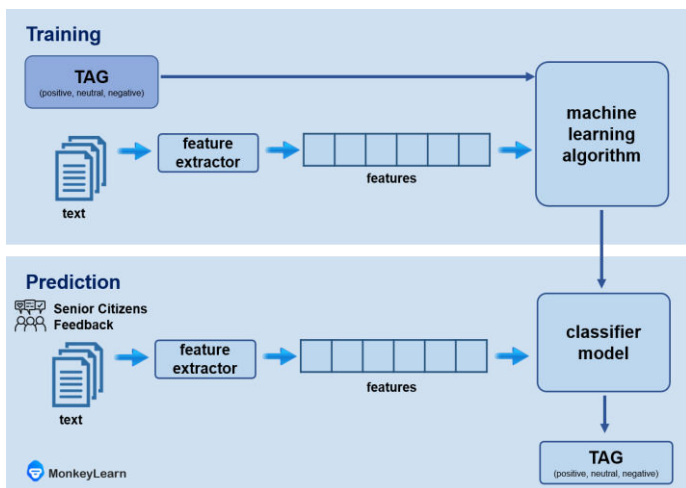 Training
TAG
(positive, neutral, negative)
machine
learning
algorithm
feature
extractor
features
text
Prediction
Senior Citizens
Feedback
feature
extractor
features
text
classifier
model
TAG
(positive, neutral, negative)
MonkeyLearn